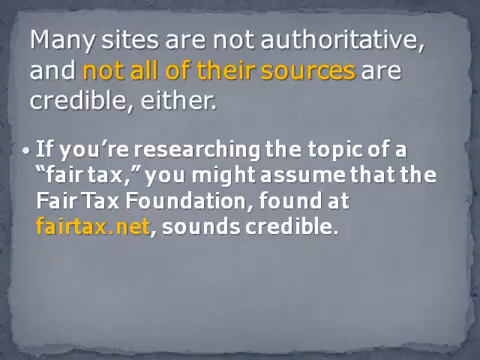 Many sites are not authoritative,
and not all of their sources are
credible, either.
• If you’re researching the topic of a
“fair tax,” you might assume that the
Fair Tax Foundation, found at
fairtax.net, sounds credible.